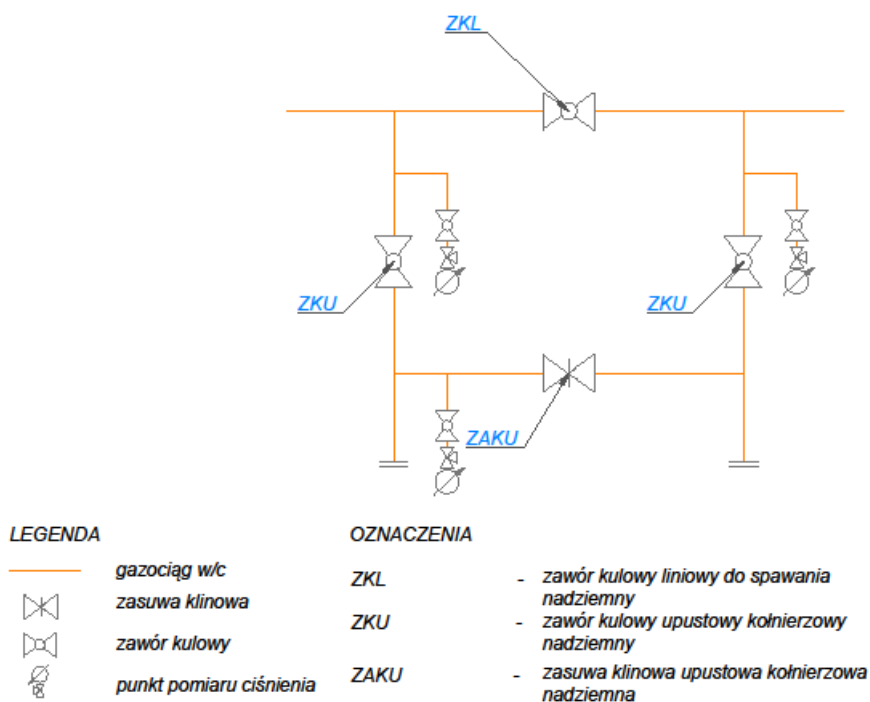 ZKL
ZKU
ZKU
ZAKU
LEGENDA
gazociąg w/c
zasuwa klinowa
zawór kulowy
punkt pomiaru ciśnienia
OZNACZENIA
ZKL - zawór kulowy liniowy do spawania
nadziemny
ZKU - zawór kulowy upustowy kołnierzowy
nadziemny
ZAKU - zasuwa klinowa upustowa kołnierzowa
nadziemna